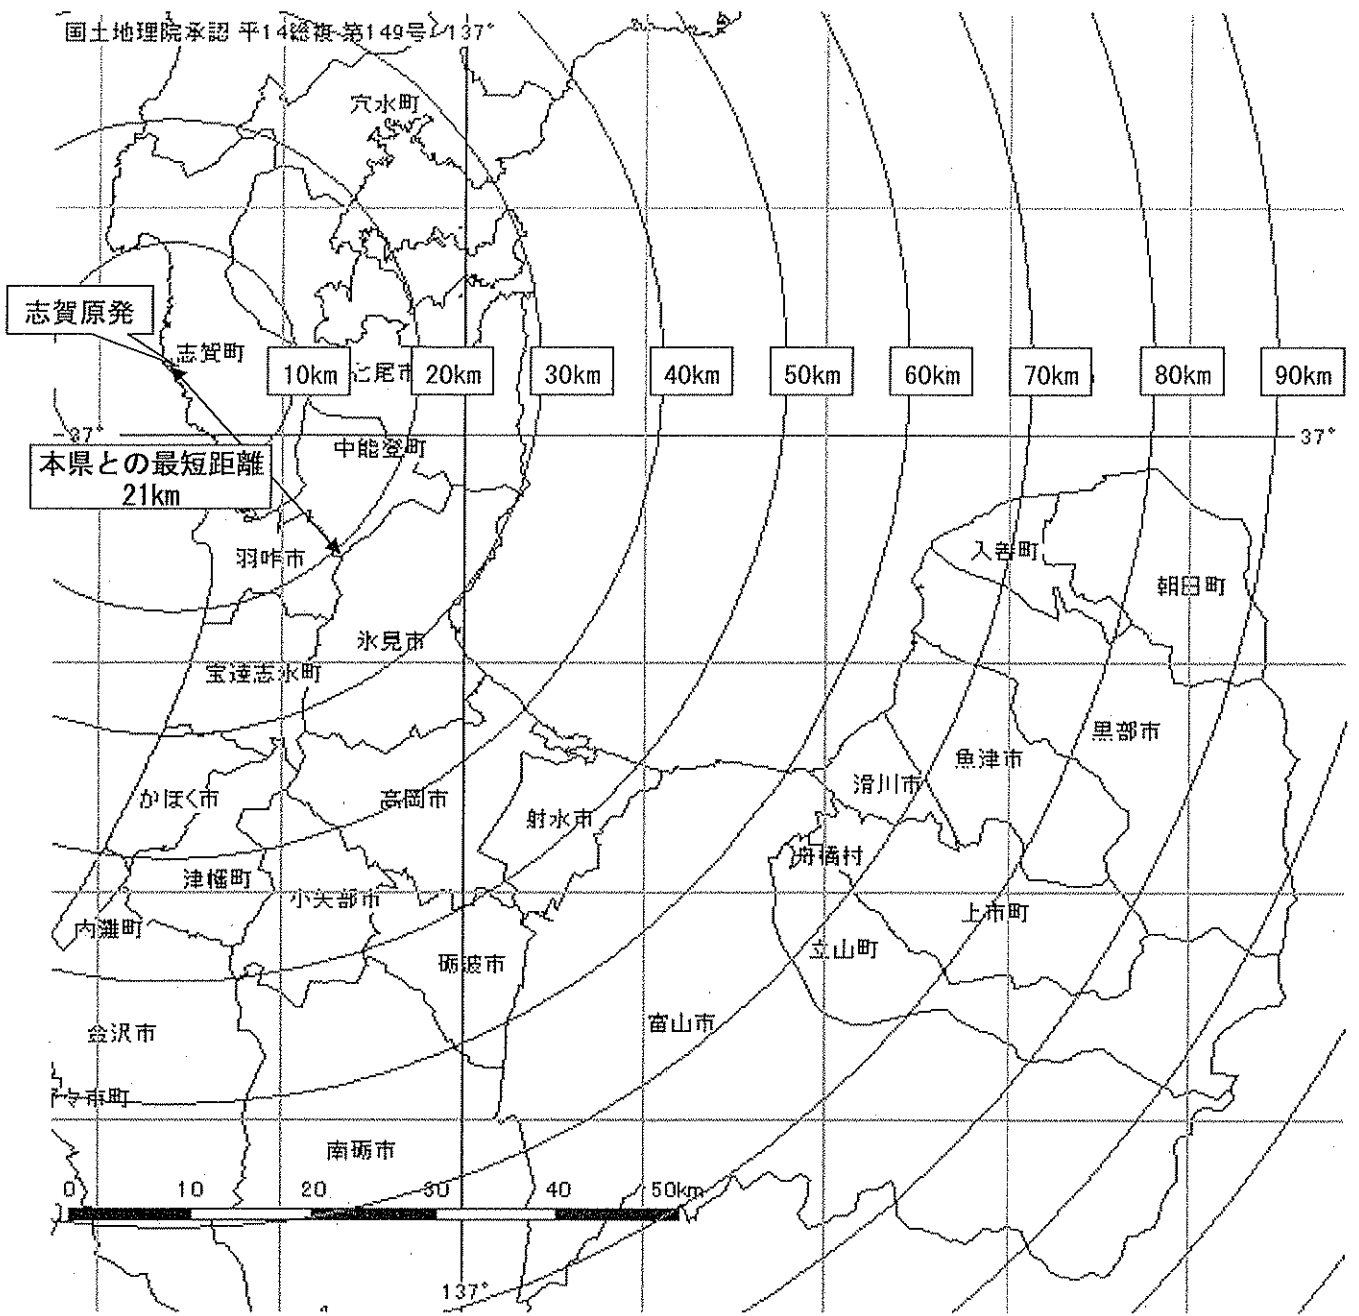 国土地理院承認 平14総複 第149号 137°
穴水町
志賀原発
志賀町
七尾市
10km
20km
30km
40km
50km
60km
70km
80km
90km
37°
37°
中能登町
本県との最短距離
21km
羽咋市
入善町
朝日町
氷見市
宝達志水町
黒部市
魚津市
滑川市
かほく市
高岡市
射水市
舟橋村
津幡町
小矢部市
上市町
内灘町
立山町
砺波市
富山市
金沢市
々市町
南砺市
0 10 20 30 40 50km
137°